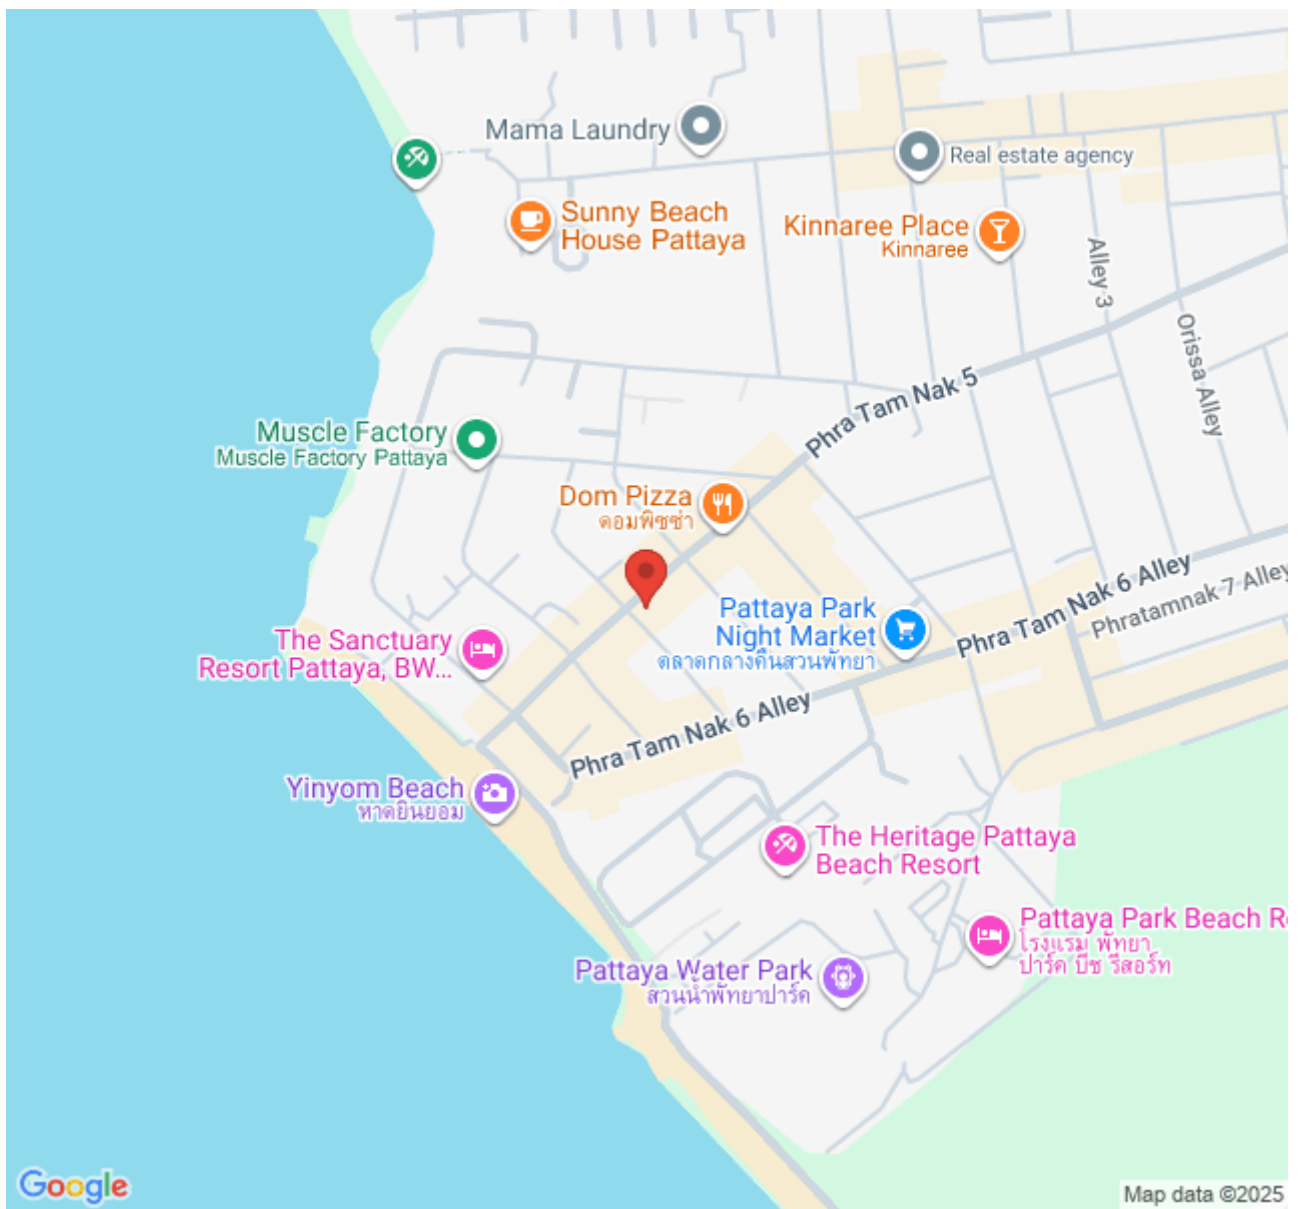 Mama Laundry
Real estate agency
Sunny Beach
House Pattaya
Kinnaree Place
Kinnaree
Alley 3
Orissa Alley
Phra Tam Nak 5
Muscle Factory
Muscle Factory Pattaya
Dom Pizza
ดอมพิซซ่า
Phra Tam Nak 6 Alley
Phratamnak 7 Alley
Pattaya Park
Night Market
ตลาดกลางคืนสวนพัทยา
The Sanctuary
Resort Pattaya, BW...
Phra Tam Nak 6 Alley
Yinyom Beach
หาดยินยอม
The Heritage Pattaya
Beach Resort
Pattaya Park Beach R
โรงแรม พัทยา
ปาร์ค บีช รีสอร์ท
Pattaya Water Park
สวนน้ำพัทยาปาร์ค
Google
Map data ©2025